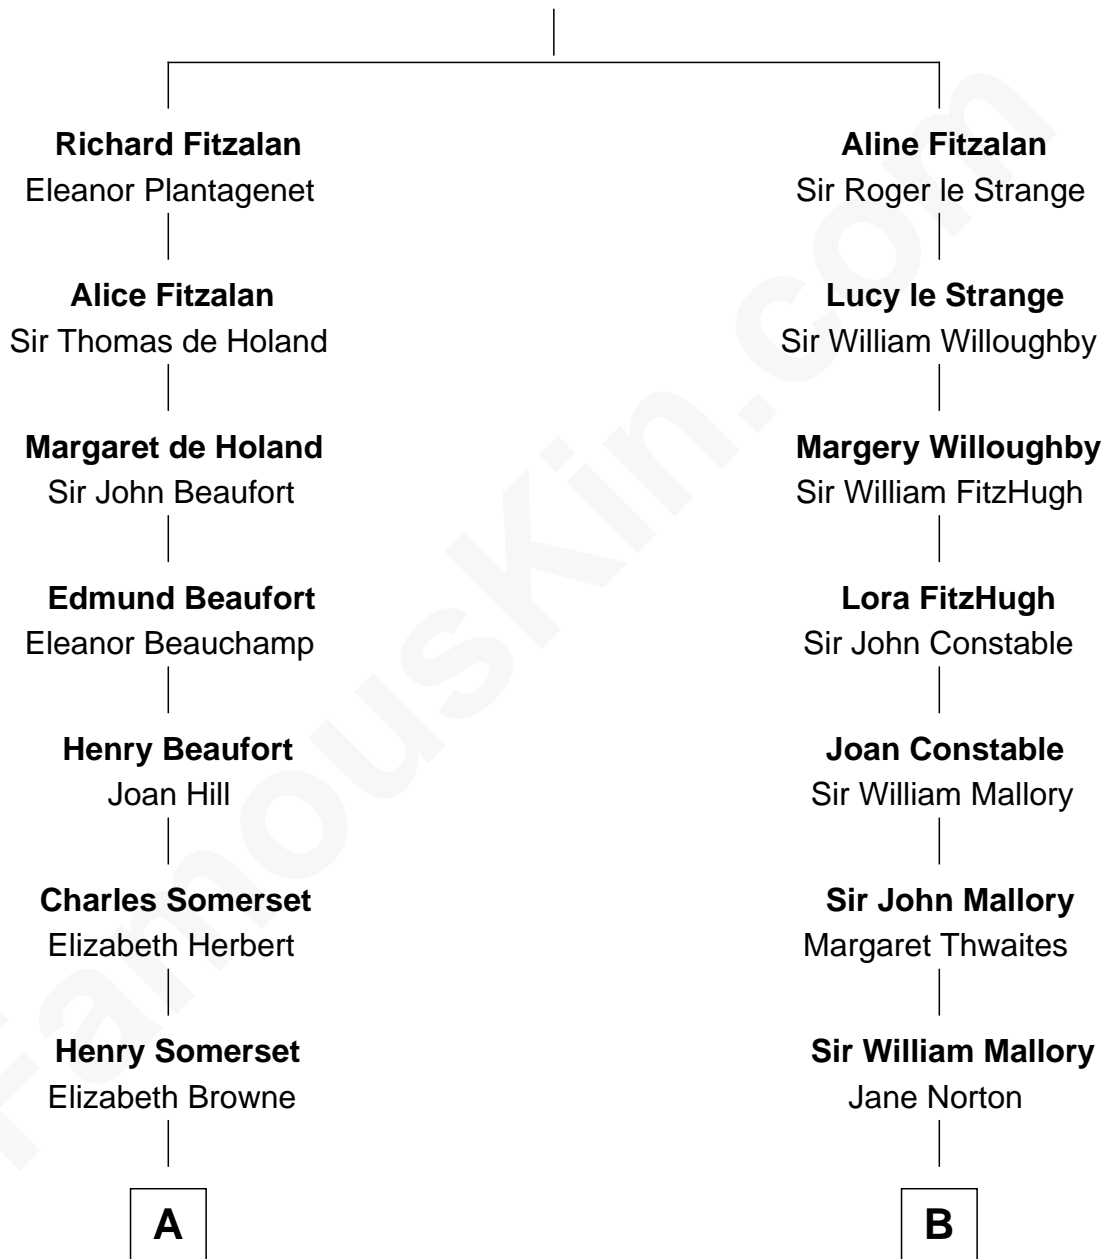 Richard Fitzalan
Eleanor Plantagenet
Alice Fitzalan
Sir Thomas de Holand
Margaret de Holand
Sir John Beaufort
Edmund Beaufort
Eleanor Beauchamp
Henry Beaufort
Joan Hill
Charles Somerset
Elizabeth Herbert
Henry Somerset
Elizabeth Browne
A
Aline Fitzalan
Sir Roger le Strange
Lucy le Strange
Sir William Willoughby
Margery Willoughby
Sir William FitzHugh
Lora FitzHugh
Sir John Constable
Joan Constable
Sir William Mallory
Sir John Mallory
Margaret Thwaites
Sir William Mallory
Jane Norton
B
FamousKin.com